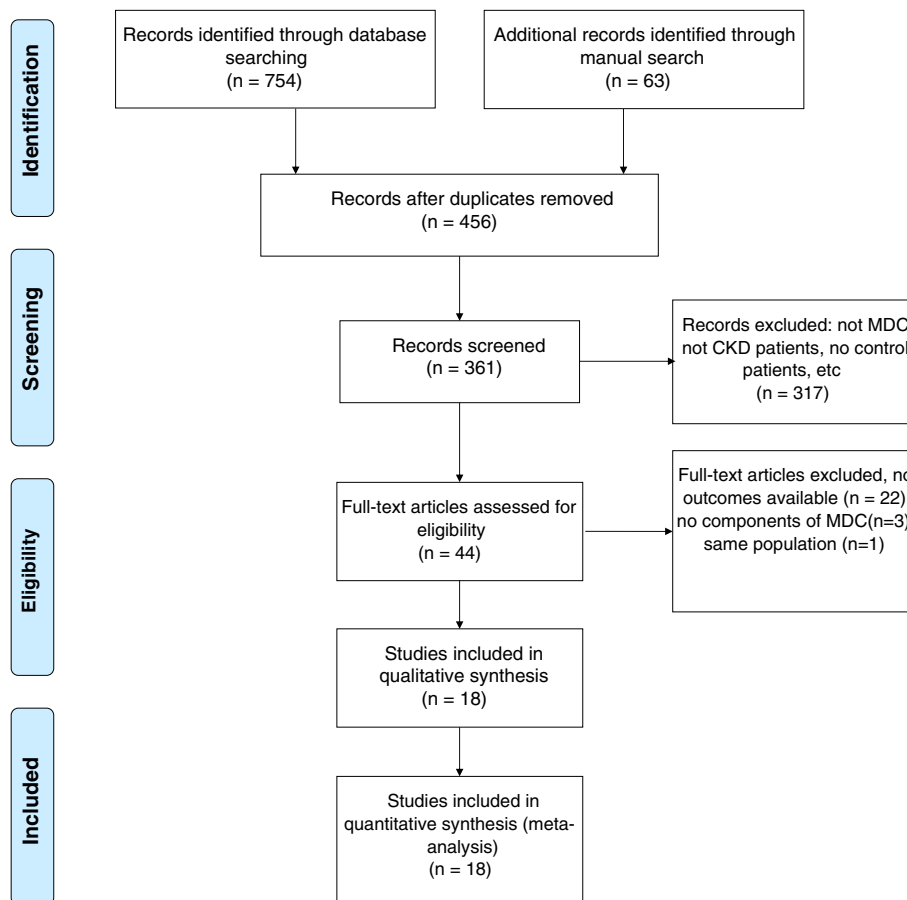 Identification
Records identified through database
searching
(n = 754)
Additional records identified through
manual search
(n = 63)
Records after duplicates removed
(n = 456)
Screening
Records screened
(n = 361)
Records excluded: not MDC
not CKD patients, no control
patients, etc
(n = 317)
Eligibility
Full-text articles assessed for
eligibility
(n = 44)
Full-text articles excluded, no
outcomes available (n = 22)
no components of MDC(n=3)
same population (n=1)
Studies included in
qualitative synthesis
(n = 18)
Included
Studies included in
quantitative synthesis (meta-
analysis)
(n = 18)